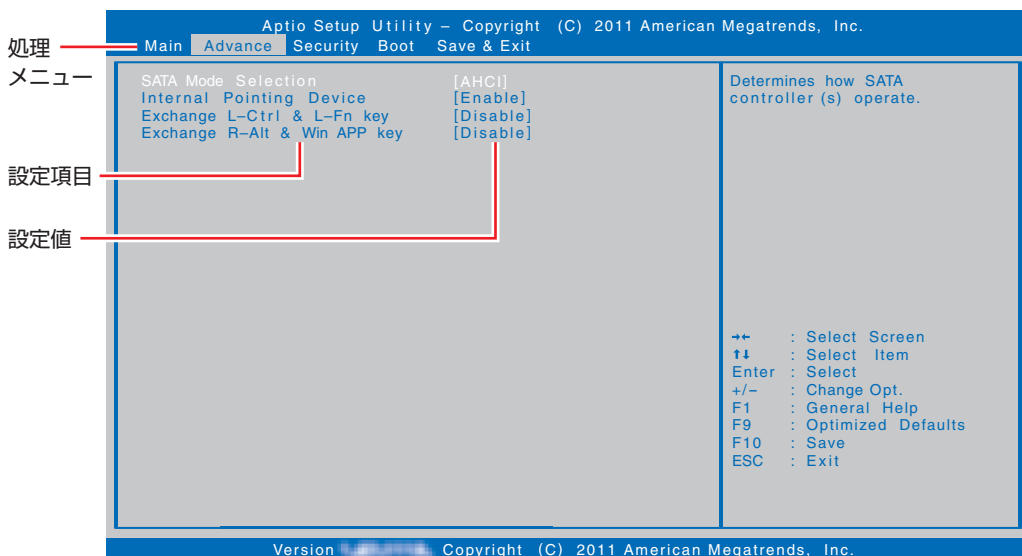 Aptio Setup Utility – Copyright (C) 2011 American Megatrends, Inc.
Main Advance Security Boot Save & Exit
処理
メニュー
設定項目
設定値
SATA Mode Selection [AHCI]
Internal Pointing Device [Enable]
Exchange L–Ctrl & L–Fn key [Disable]
Exchange R–Alt & Win APP key [Disable]
Determines how SATA
controller (s) operate.
→← : Select Screen
↑↓ : Select Item
Enter : Select
+/– : Change Opt.
F1 : General Help
F9 : Optimized Defaults
F10 : Save
ESC : Exit
Version Copyright (C) 2011 American Megatrends, Inc.